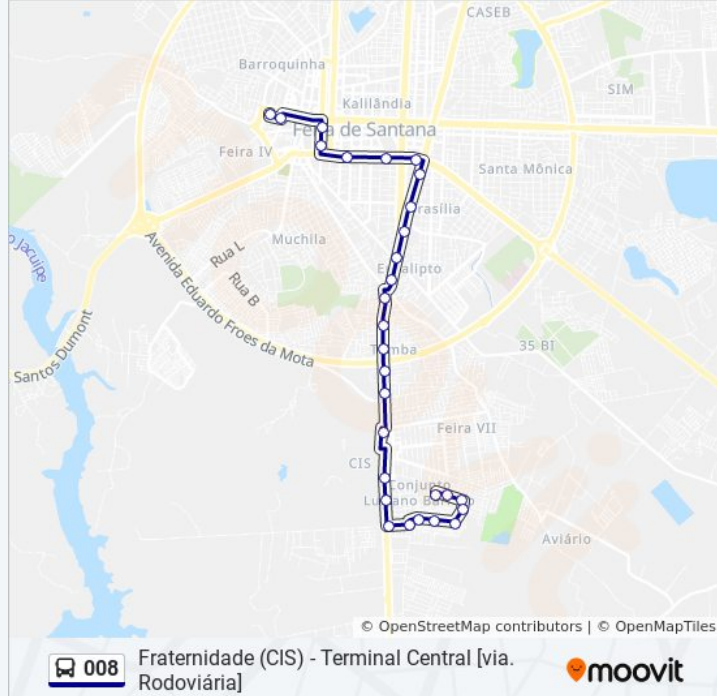 CASEB
Barroquinha
SIM
Kalilândia
Feira de Santana
Feira IV
Santa Mônica
Brasília
Muchila
Rua L
Rua B
Eucalipto
Avenida Eduardo Froes da Mota
Santos Dumont
Tomba
35 BI
Feira VII
CIS
Conjunto
Aviário
© OpenStreetMap contributors | © OpenMapTiles
008
Fraternidade (CIS) - Terminal Central [via.
Rodoviária]
moovit